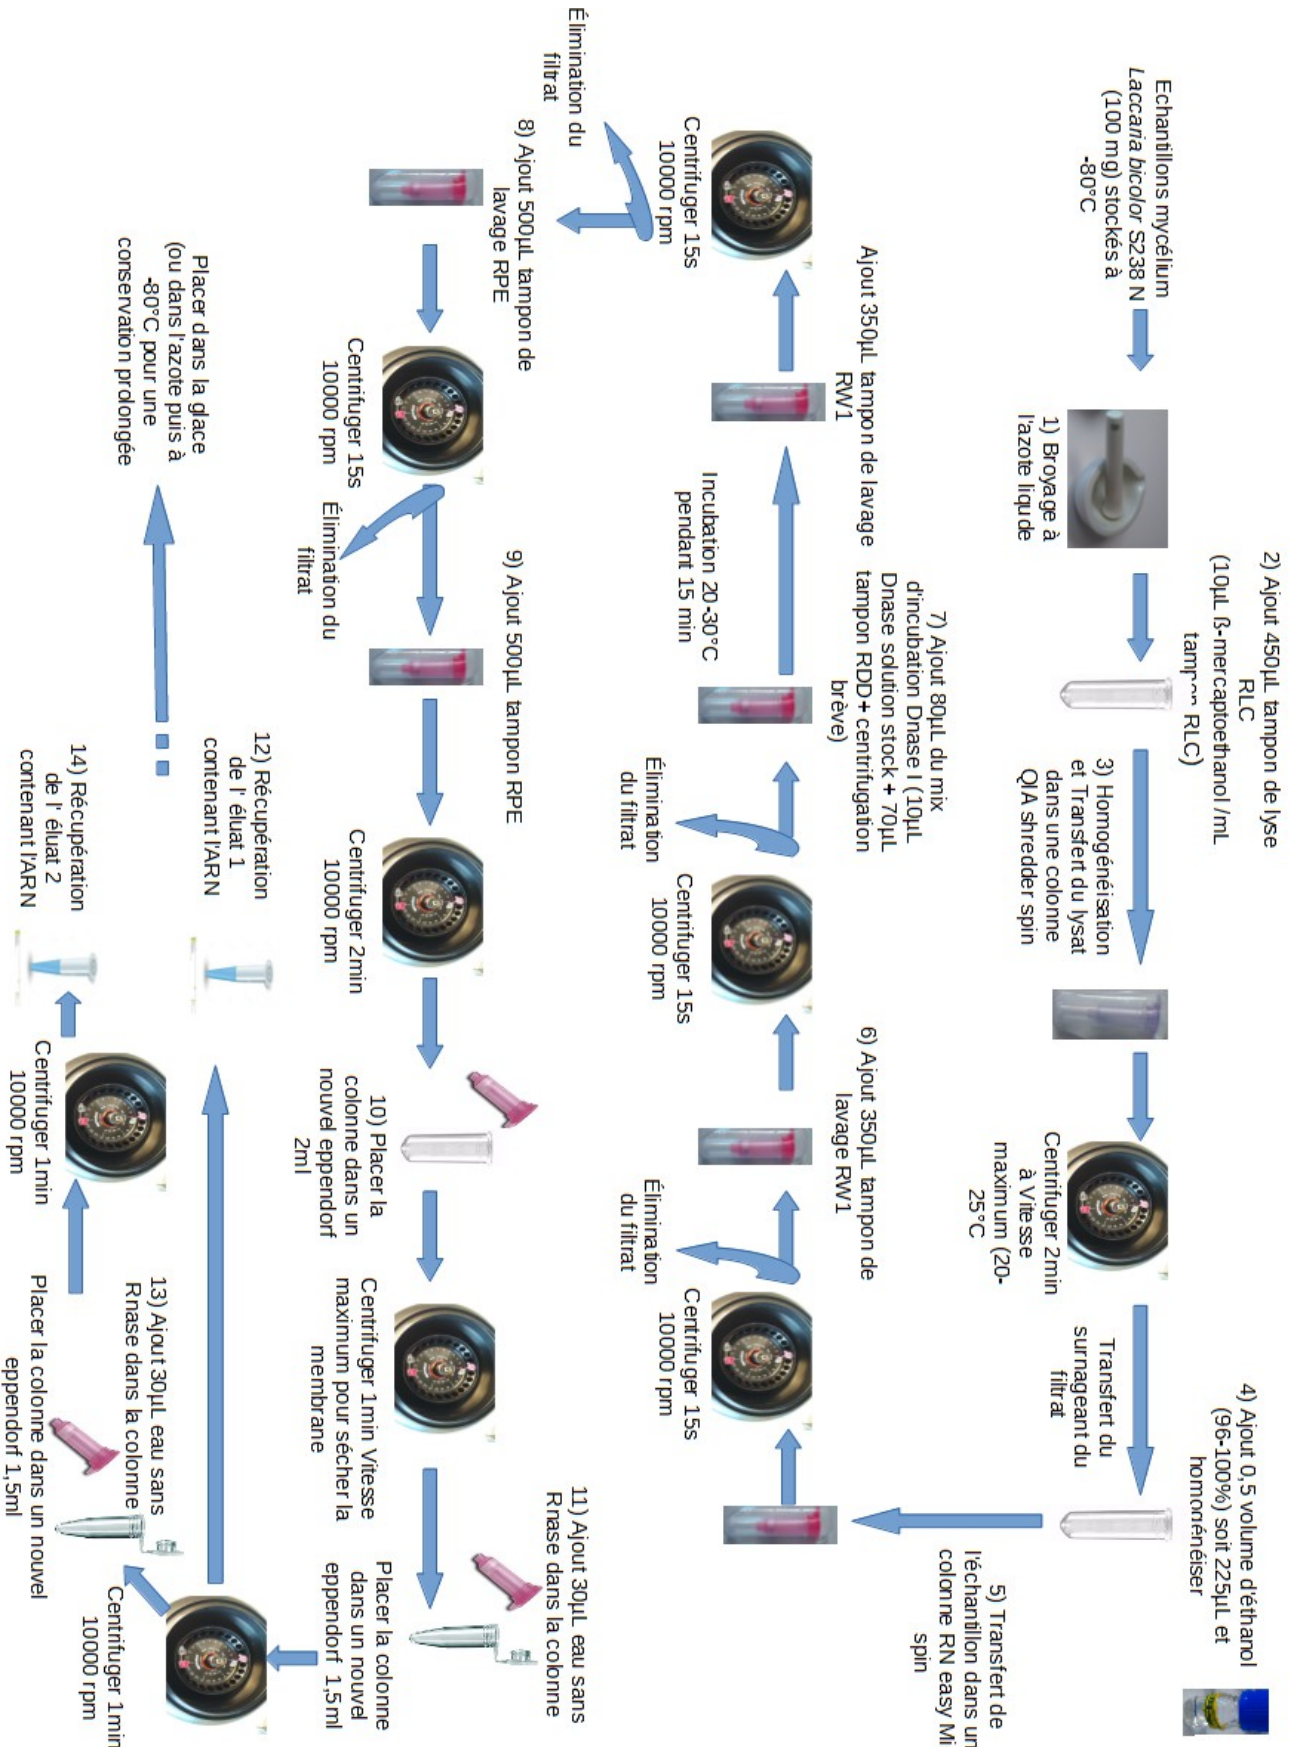 Echantillons mycélium
Laccaria bicolor S238 N
(100 mg) stockés à
-80°C
1) Broyage à
l'azote liqude
2) Ajout 450µL tampon de lyse
RLC
(10µL ß-mercaptoethanol /mL
tampon RLC)
3) Homogénéisation
et Transfert du lysat
dans une colonne
QIA shredder spin
Centrifuger 2min
à Vitesse
maximum (20-
25°C
Transfert du
surnageant du
filtrat
4) Ajout 0,5 volume d'éthanol
(96-100%) soit 225µL et
homogénéiser
5) Transfert de
l'échantillon dans un
colonne RN easy Mi
spin
Centrifuger 15s
10000 rpm
Élimination
du filtrat
6) Ajout 350µL tampon de
lavage RW1
Centrifuger 15s
10000 rpm
Élimination
du filtrat
7) Ajout 80µL du mix
d'incubation Dnase I (10µL
Dnase solution stock + 70µL
tampon RDD+ centrifugation
brève)
Incubation 20-30°C
pendant 15 min
Ajout 350µL tampon de lavage
RW1
Centrifuger 15s
10000 rpm
Élimination du
filtrat
8) Ajout 500µL tampon de
lavage RPE
Centrifuger 15s
10000 rpm
Élimination du
filtrat
9) Ajout 500µL tampon RPE
Centrifuger 2min
10000 rpm
10) Placer la
colonne dans un
nouvel eppendorf
2ml
Centrifuger 1min Vitesse
maximum pour sécher la
membrane
11) Ajout 30µL eau sans
Rnase dans la colonne
Placer la colonne
dans un nouvel
eppendorf 1,5ml
Centrifuger 1min
10000 rpm
12) Récupération
de l' éluat 1
contenant l'ARN
Placer dans la glace
(ou dans l'azote puis à
-80°C pour une
conservation prolongée
13) Ajout 30µL eau sans
Rnase dans la colonne
Placer la colonne dans un nouvel
eppendorf 1,5ml
Centrifuger 1min
10000 rpm
14) Récupération
de l' éluat 2
contenant l'ARN